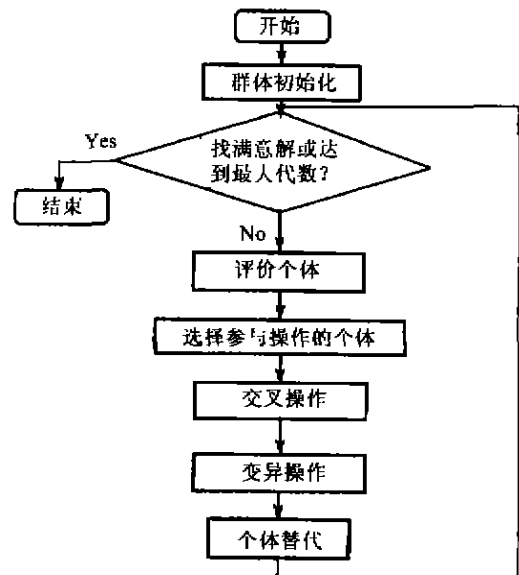 开始
群体初始化
Yes
找满意解或达
到最人代数？
结束
No
评价个体
选择参与操作的个体
交叉操作
变异操作
个体替代